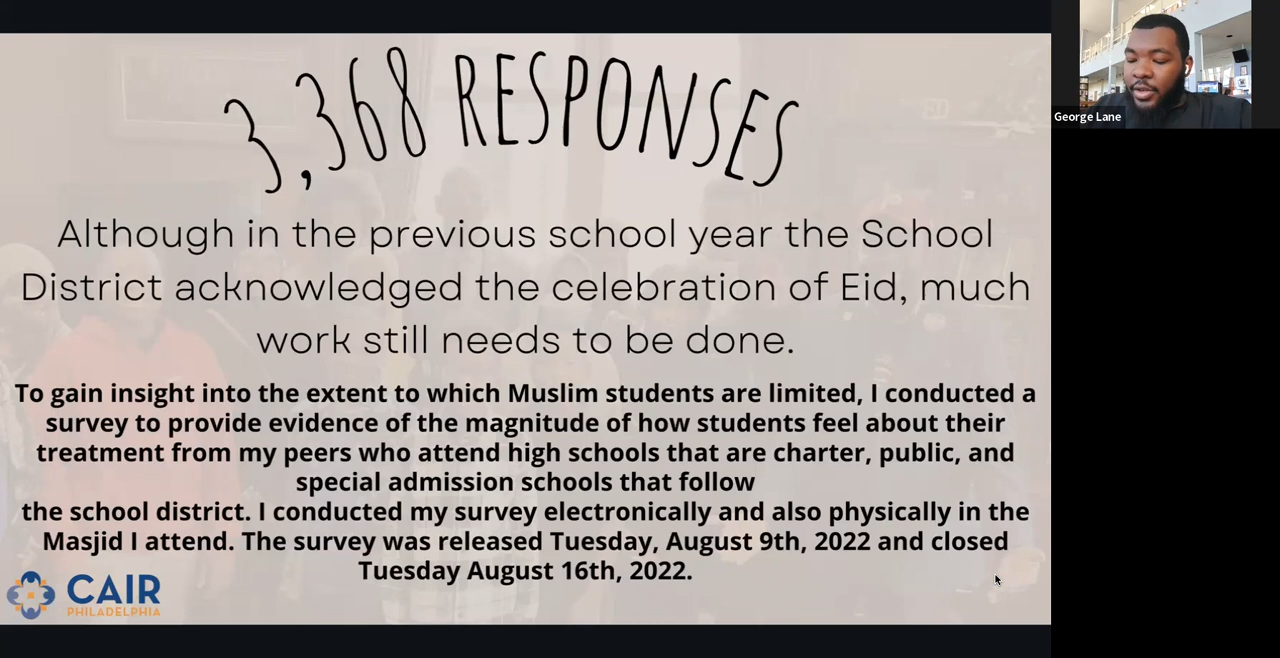 3,368 RESPONSES
Although in the previous school year the School
District acknowledged the celebration of Eid, much
work still needs to be done.
To gain insight into the extent to which Muslim students are limited, I conducted a
survey to provide evidence of the magnitude of how students feel about their
treatment from my peers who attend high schools that are charter, public, and
special admission schools that follow
the school district. I conducted my survey electronically and also physically in the
Masjid I attend. The survey was released Tuesday, August 9th, 2022 and closed
Tuesday August 16th, 2022.
CAIR
PHILADELPHIA
George Lane